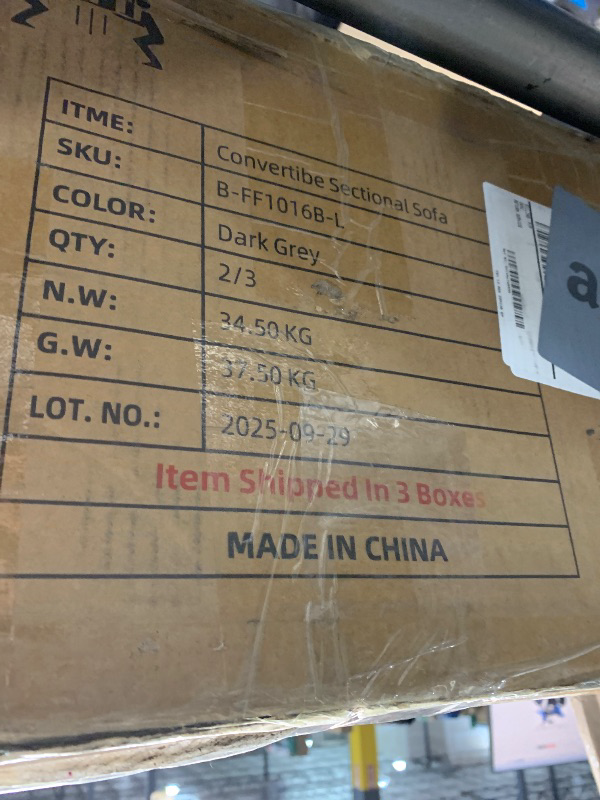 ITME: Convertibe Sectional Sofa
SKU: B-FF1016B-L
COLOR: Dark Grey
QTY: 2/3
N.W: 34.50 KG
G.W: 37.50 KG
LOT. NO.: 2025-09-29
Item Shipped In 3 Boxes
MADE IN CHINA
a